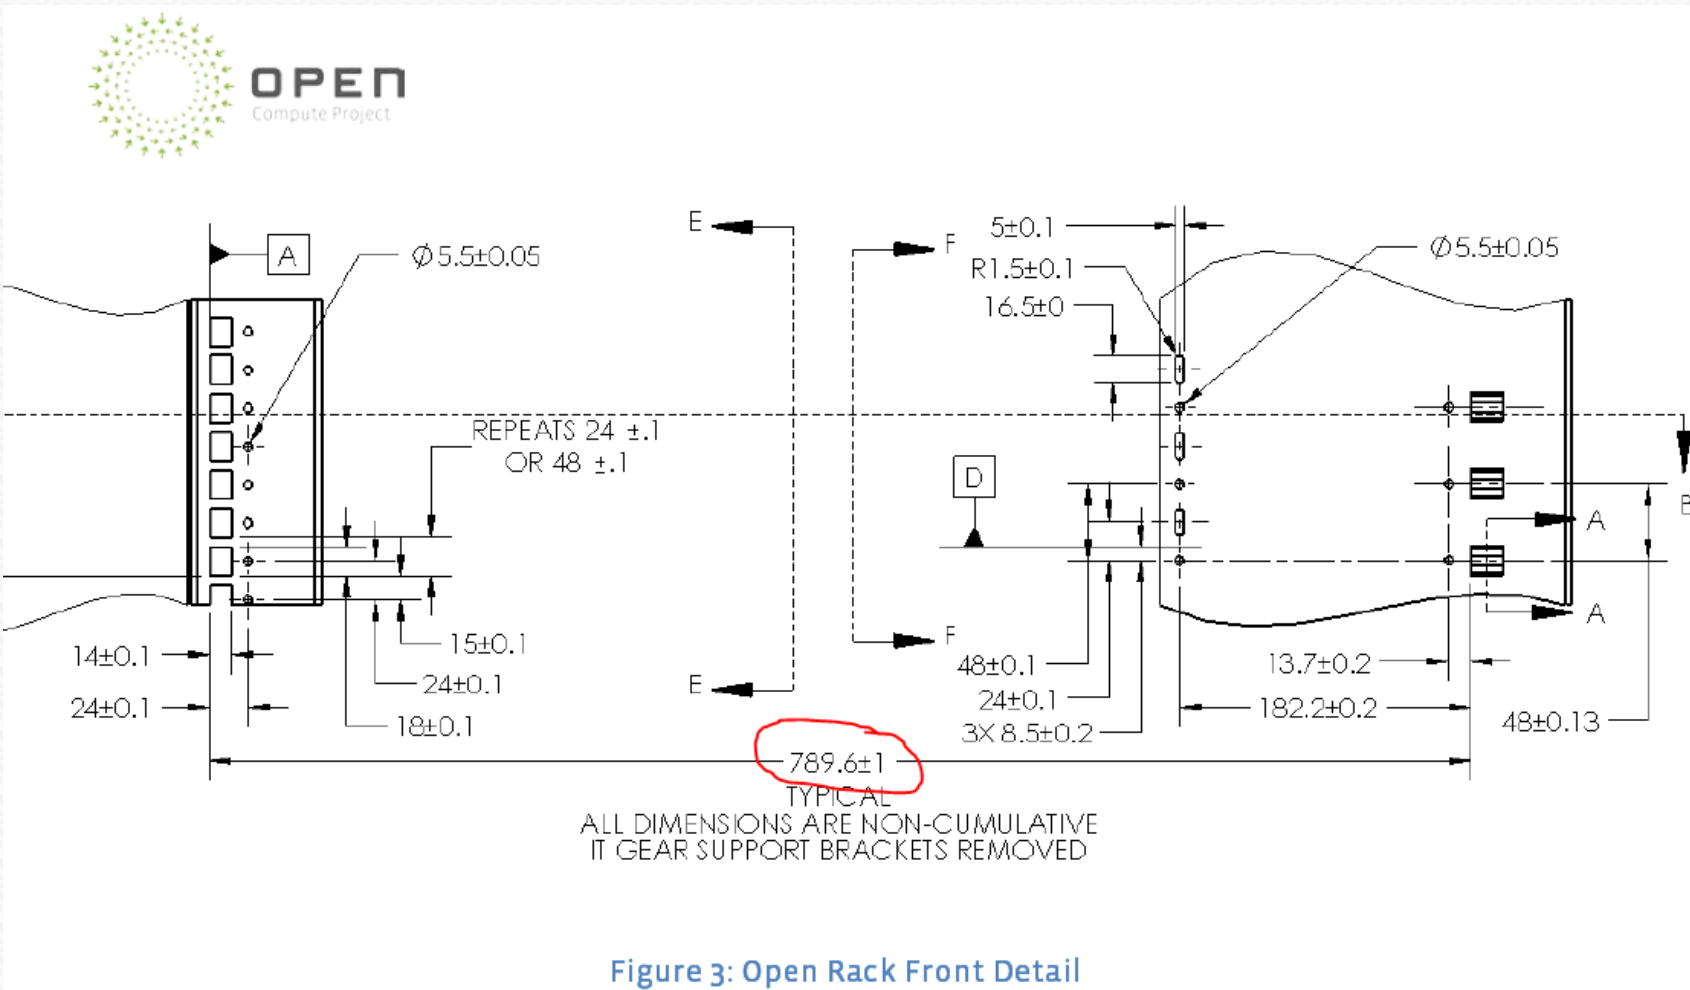 OPEN
Compute Project
E
F
5±0.1
A
Ø5.5±0.05
R1.5±0.1
Ø5.5±0.05
16.5±0
REPEATS 24 ±.1
OR 48 ±.1
D
B
A
A
14±0.1
15±0.1
E
F
48±0.1
13.7±0.2
24±0.1
24±0.1
24±0.1
182.2±0.2
18±0.1
3X 8.5±0.2
48±0.13
789.6±1
TYPICAL
ALL DIMENSIONS ARE NON-CUMULATIVE
IT GEAR SUPPORT BRACKETS REMOVED
Figure 3: Open Rack Front Detail